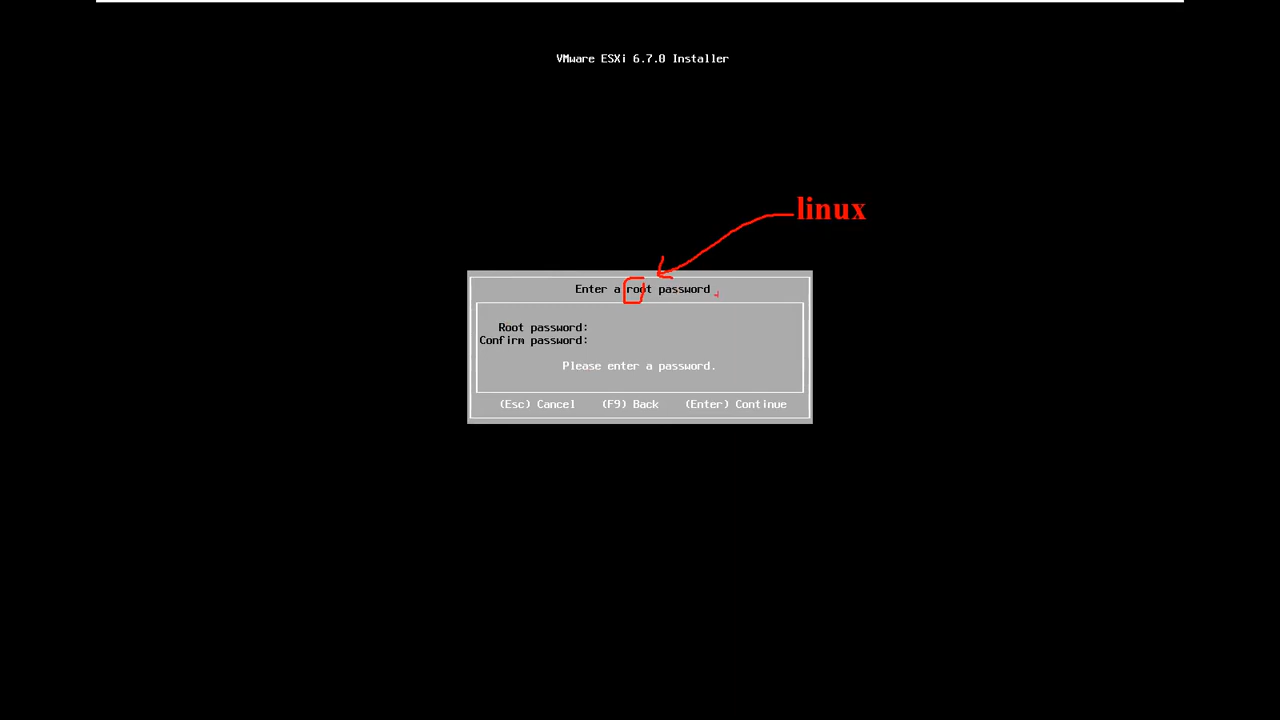 VMware ESXi 6.7.0 Installer
linux
Enter a root password
Root password:
Confirm password:
Please enter a password.
(Esc) Cancel (F9) Back (Enter) Continue